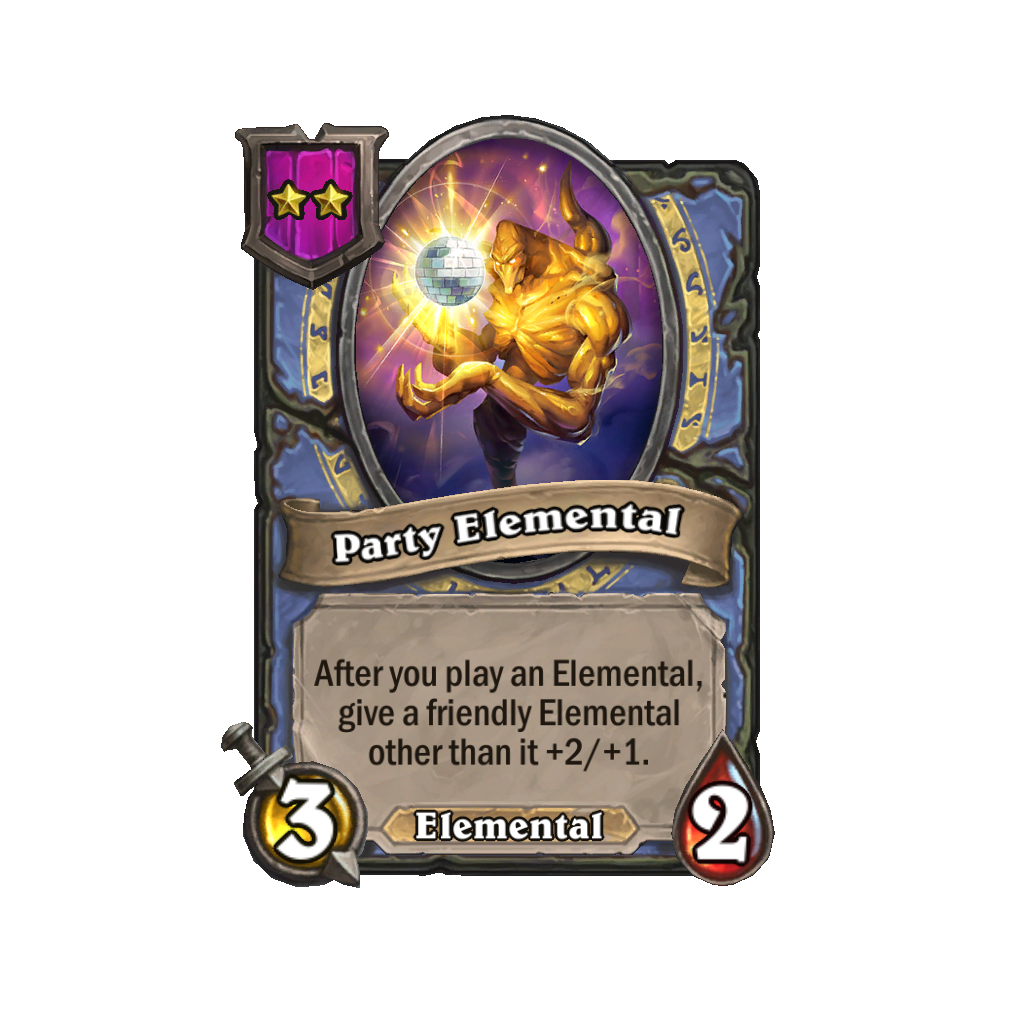 Party Elemental
After you play an Elemental,
give a friendly Elemental
other than it +2/+1.
3
Elemental
2